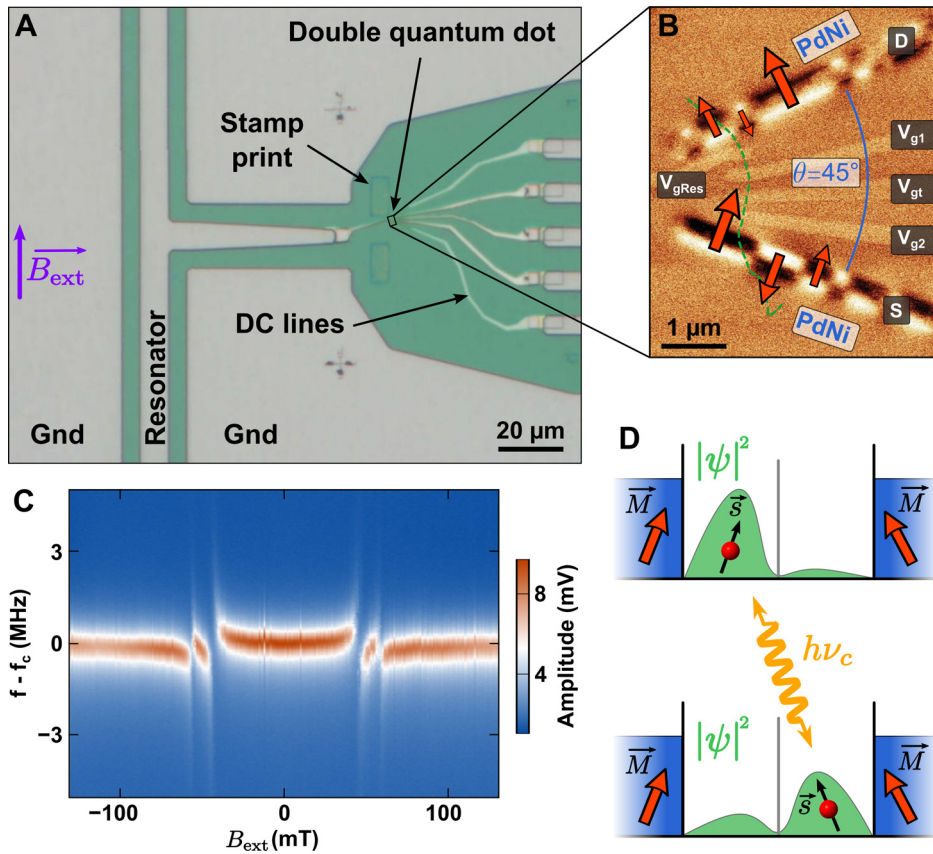 A
Double quantum dot
Stamp
print
B_ext
DC lines
Resonator
Gnd
Gnd
20 µm
B
PdNi
D
V_g1
θ=45°
V_gRes
V_gt
V_g2
S
PdNi
1 µm
C
f - f_c (MHz)
3
0
−3
−100
0
100
B_ext(mT)
8
4
Amplitude (mV)
D
|ψ|²
M
s
M
hν_c
|ψ|²
M
s
M